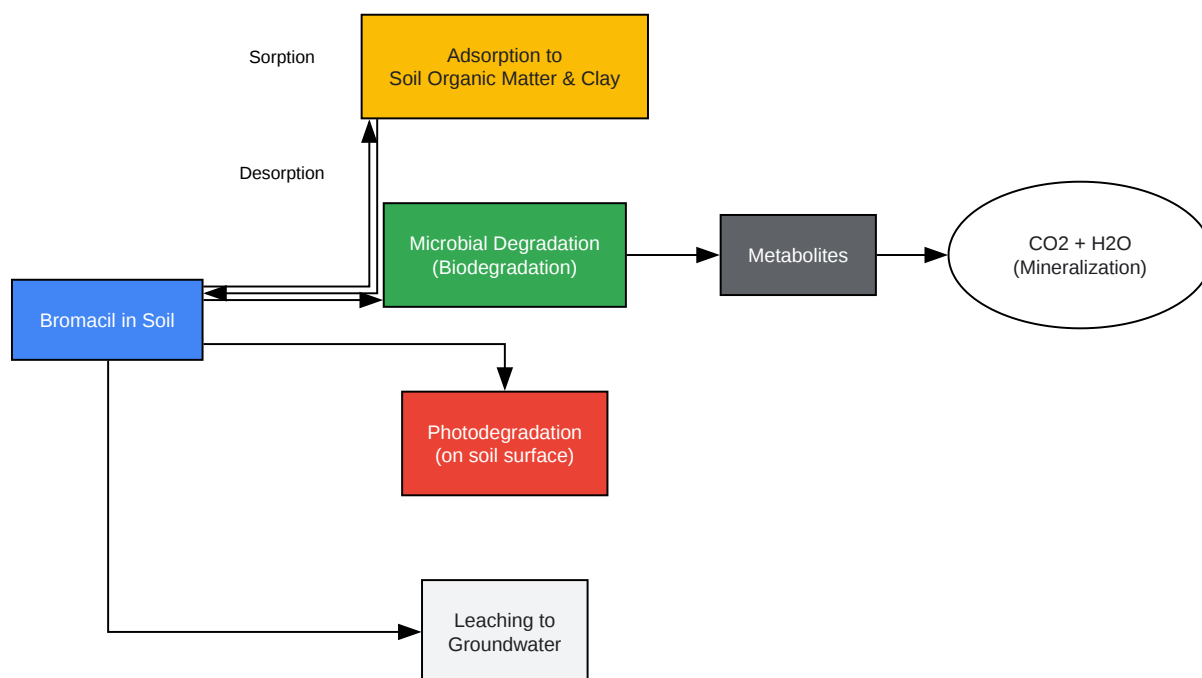 Sorption
Adsorption to
Soil Organic Matter & Clay
Desorption
Microbial Degradation
(Biodegradation)
Metabolites
CO2 + H2O
(Mineralization)
Bromacil in Soil
Photodegradation
(on soil surface)
Leaching to
Groundwater